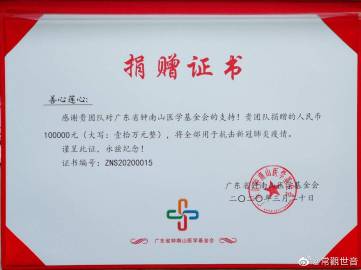 捐赠证书
善心莲心:
感谢贵团队对广东省钟南山医学基金会的支持!贵团队捐赠的人民币
100000元(大写:壹拾万元整),将全部用于抗击新冠肺炎疫情。
谨呈此证,永兹纪念!
证书编号:ZNS20200015
广东省钟南山医学基金会
二〇二〇年三月二十日
广东省钟南山医学基金会
@常觀世音